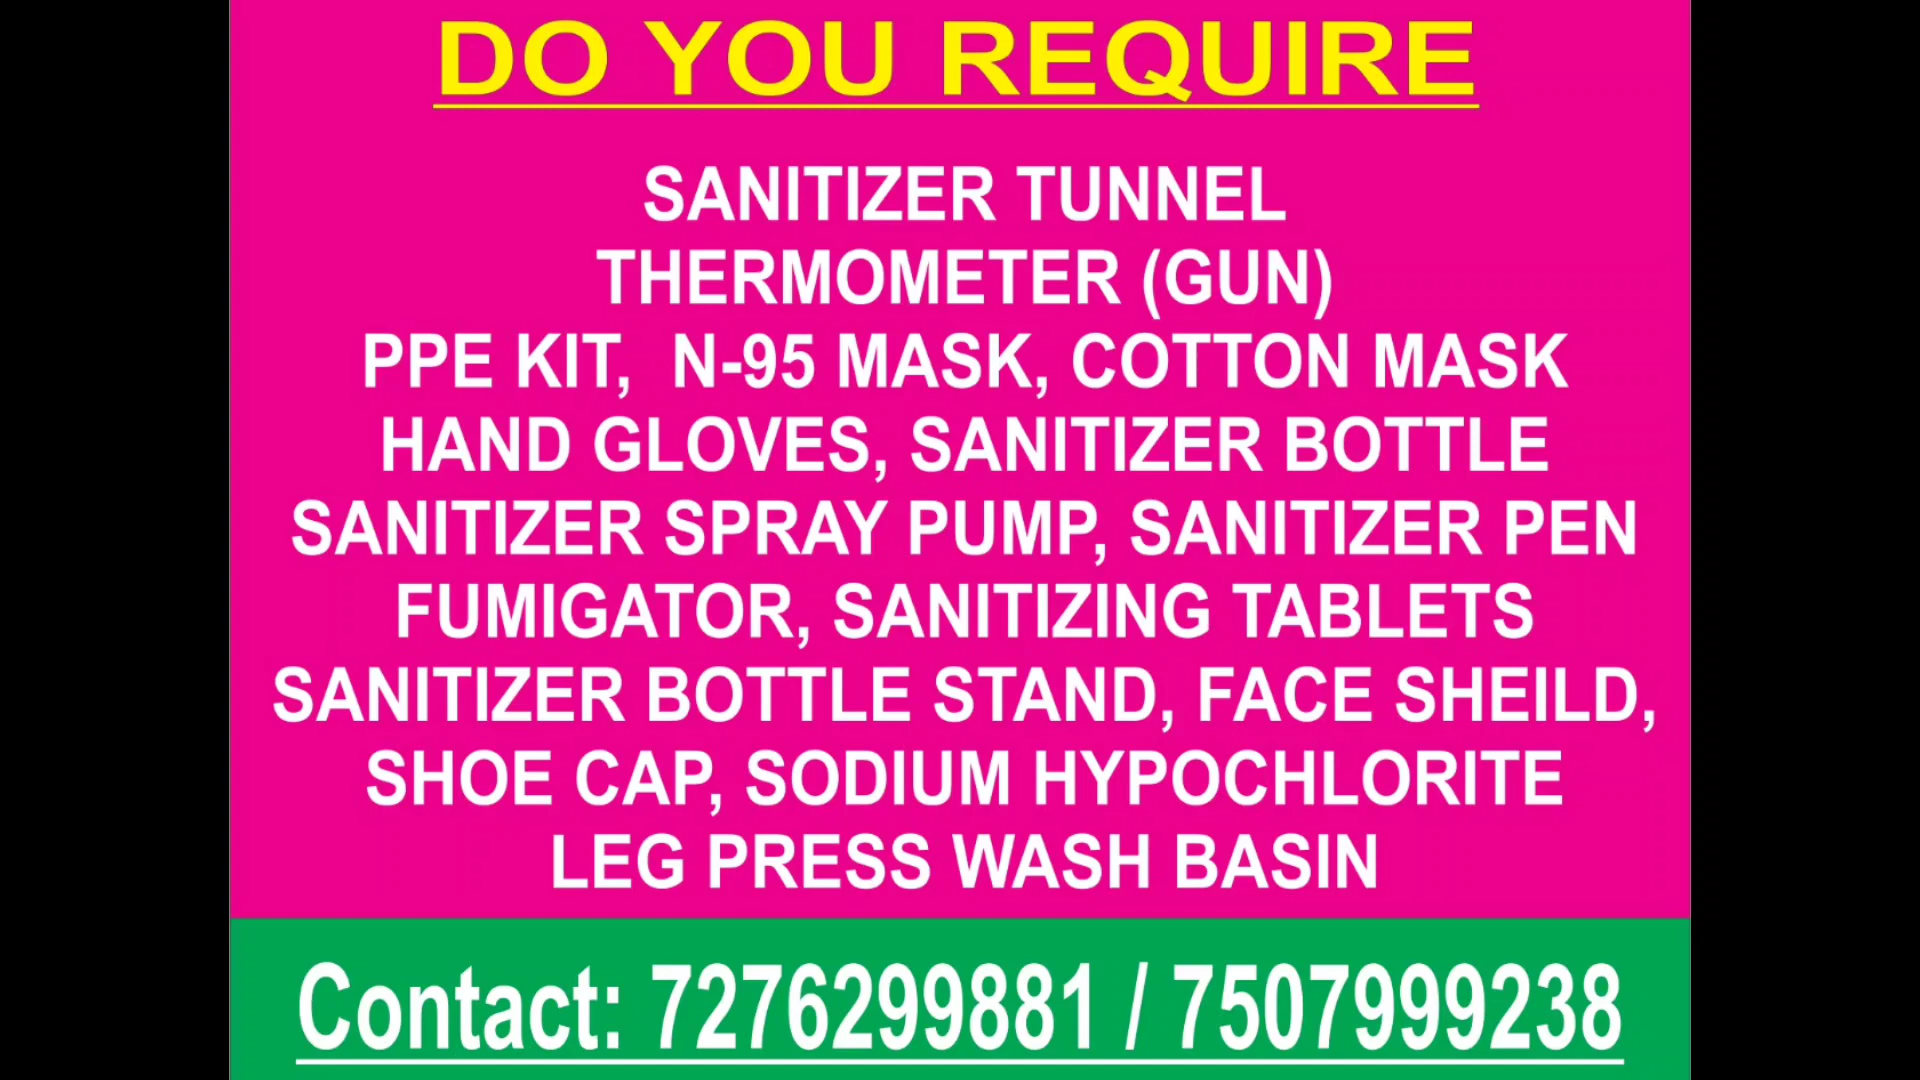 DO YOU REQUIRE
SANITIZER TUNNEL
THERMOMETER (GUN)
PPE KIT, N-95 MASK, COTTON MASK
HAND GLOVES, SANITIZER BOTTLE
SANITIZER SPRAY PUMP, SANITIZER PEN
FUMIGATOR, SANITIZING TABLETS
SANITIZER BOTTLE STAND, FACE SHEILD,
SHOE CAP, SODIUM HYPOCHLORITE
LEG PRESS WASH BASIN
Contact: 7276299881 / 7507999238